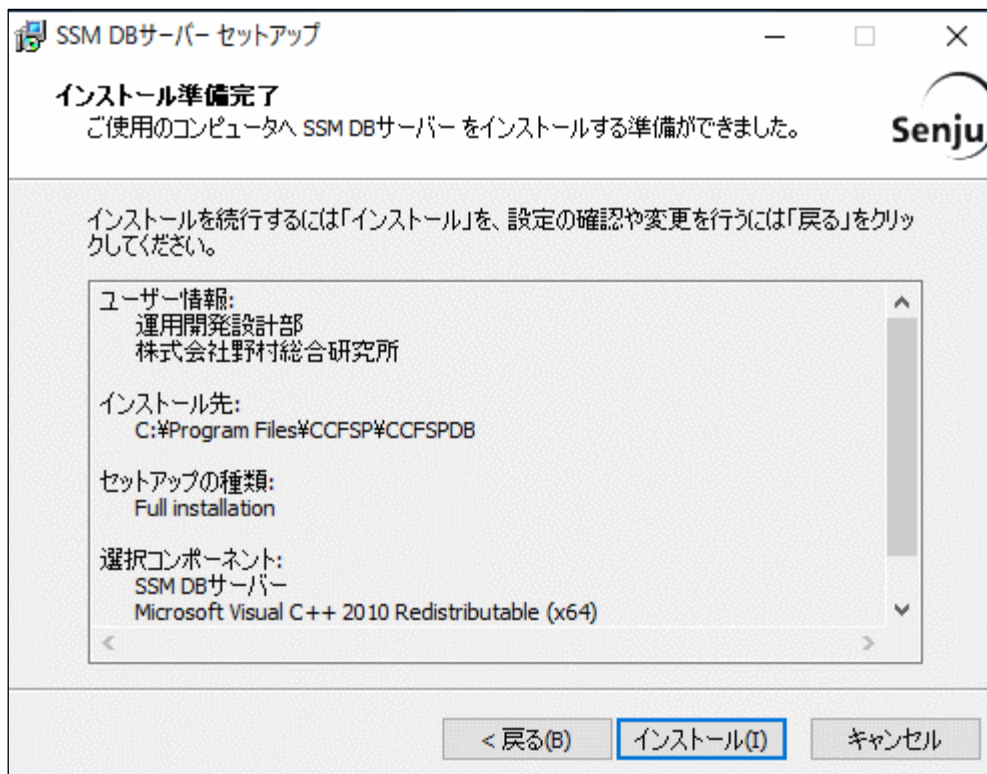 SSM DBサーバー セットアップ
インストール準備完了
ご使用のコンピュータへ SSM DBサーバー をインストールする準備ができました。
Senju
インストールを続行するには「インストール」を、設定の確認や変更を行うには「戻る」をクリッ
クしてください。
ユーザー情報:
運用開発設計部
株式会社野村総合研究所
インストール先:
C:¥Program Files¥CCFSP¥CCFSPDB
セットアップの種類:
Full installation
選択コンポーネント:
SSM DBサーバー
Microsoft Visual C++ 2010 Redistributable (x64)
< 戻る(B) インストール(I) キャンセル